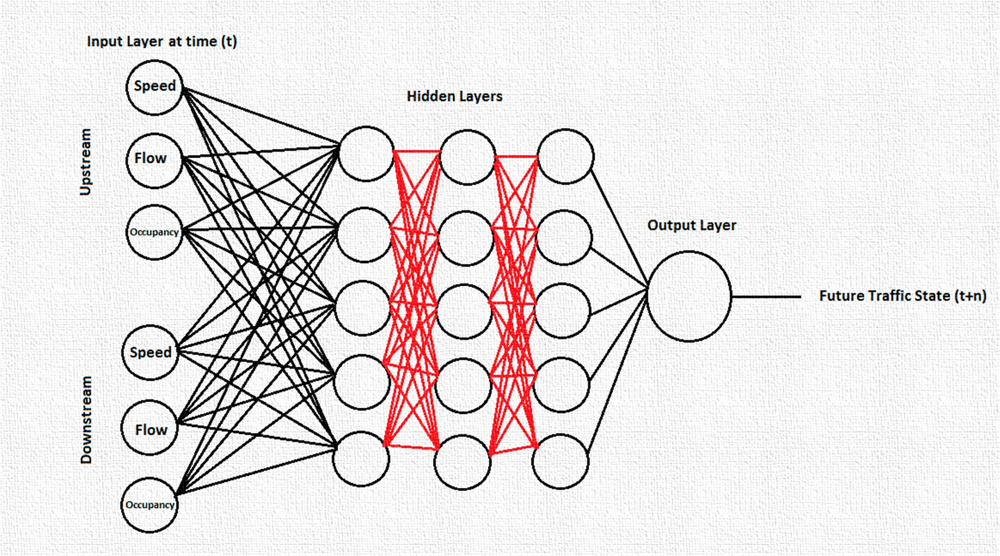 Input Layer at time (t)
Speed
Flow
Occupancy
Upstream
Speed
Flow
Occupancy
Downstream
Hidden Layers
Output Layer
Future Traffic State (t+n)